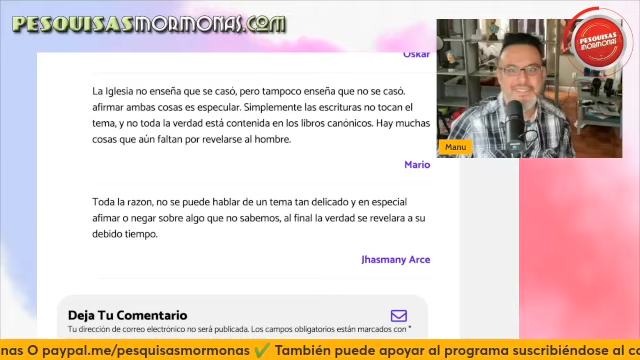 PESQUISASMORMONAS.COM
Oskar
La Iglesia no enseña que se casó, pero tampoco enseña que no se casó.
afirmar ambas cosas es especular. Simplemente las escrituras no tocan el
tema, y no toda la verdad está contenida en los libros canónicos. Hay muchas
cosas que aún faltan por revelarse al hombre.
Mario
Toda la razon, no se puede hablar de un tema tan delicado y en especial
afimar o negar sobre algo que no sabemos, al final la verdad se revelara a su
debido tiempo.
Jhasmany Arce
Deja Tu Comentario
Tu dirección de correo electrónico no será publicada. Los campos obligatorios están marcados con *
PESQUISAS
MORMONAS
Manu
nas O paypal.me/pesquisasmormonas ✔ También puede apoyar al programa suscribiéndose al c